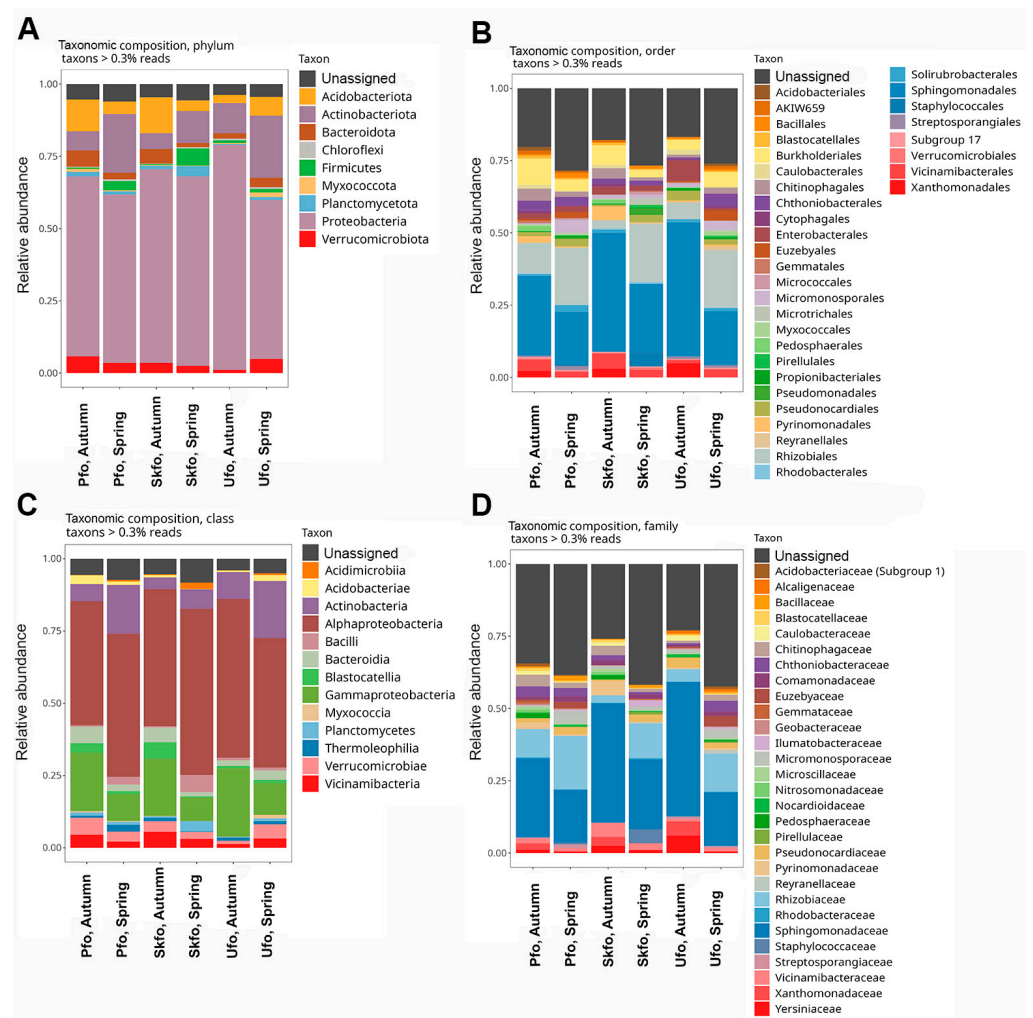 A
Taxonomic composition, phylum
taxons > 0.3% reads
Relative abundance
1.00
0.75
0.50
0.25
0.00
Pfo, Autumn
Pfo, Spring
Skfo, Autumn
Skfo, Spring
Ufo, Autumn
Ufo, Spring
Taxon
Unassigned
Acidobacteriota
Actinobacteriota
Bacteroidota
Chloroflexi
Firmicutes
Myxococcota
Planctomycetota
Proteobacteria
Verrucomicrobiota
B
Taxonomic composition, order
taxons > 0.3% reads
Relative abundance
1.00
0.75
0.50
0.25
0.00
Pfo, Autumn
Pfo, Spring
Skfo, Autumn
Skfo, Spring
Ufo, Autumn
Ufo, Spring
Taxon
Unassigned
Acidobacteriales
AKIW659
Bacillales
Blastocatellales
Burkholderiales
Caulobacterales
Chitinophagales
Chthoniobacterales
Cytophagales
Enterobacterales
Euzebyales
Gemmatales
Micrococcales
Micromonosporales
Microtrichales
Myxococcales
Pedosphaerales
Pirellulales
Propionibacteriales
Pseudomonadales
Pseudonocardiales
Pyrinomonadales
Reyranellales
Rhizobiales
Rhodobacterales
Solirubrobacterales
Sphingomonadales
Staphylococcales
Streptosporangiales
Subgroup 17
Verrucomicrobiales
Vicinamibacterales
Xanthomonadales
C
Taxonomic composition, class
taxons > 0.3% reads
Relative abundance
1.00
0.75
0.50
0.25
0.00
Pfo, Autumn
Pfo, Spring
Skfo, Autumn
Skfo, Spring
Ufo, Autumn
Ufo, Spring
Taxon
Unassigned
Acidimicrobiia
Acidobacteriae
Actinobacteria
Alphaproteobacteria
Bacilli
Bacteroidia
Blastocatellia
Gammaproteobacteria
Myxococcia
Planctomycetes
Thermoleophilia
Verrucomicrobiae
Vicinamibacteria
D
Taxonomic composition, family
taxons > 0.3% reads
Relative abundance
1.00
0.75
0.50
0.25
0.00
Pfo, Autumn
Pfo, Spring
Skfo, Autumn
Skfo, Spring
Ufo, Autumn
Ufo, Spring
Taxon
Unassigned
Acidobacteriaceae (Subgroup 1)
Alcaligenaceae
Bacillaceae
Blastocatellaceae
Caulobacteraceae
Chitinophagaceae
Chthoniobacteraceae
Comamonadaceae
Euzebyaceae
Gemmataceae
Geobacteraceae
Ilumatobacteraceae
Micromonosporaceae
Microscillaceae
Nitrosomonadaceae
Nocardioidaceae
Pedosphaeraceae
Pirellulaceae
Pseudonocardiaceae
Pyrinomonadaceae
Reyranellaceae
Rhizobiaceae
Rhodobacteraceae
Sphingomonadaceae
Staphylococcaceae
Streptosporangiaceae
Vicinamibacteraceae
Xanthomonadaceae
Yersiniaceae